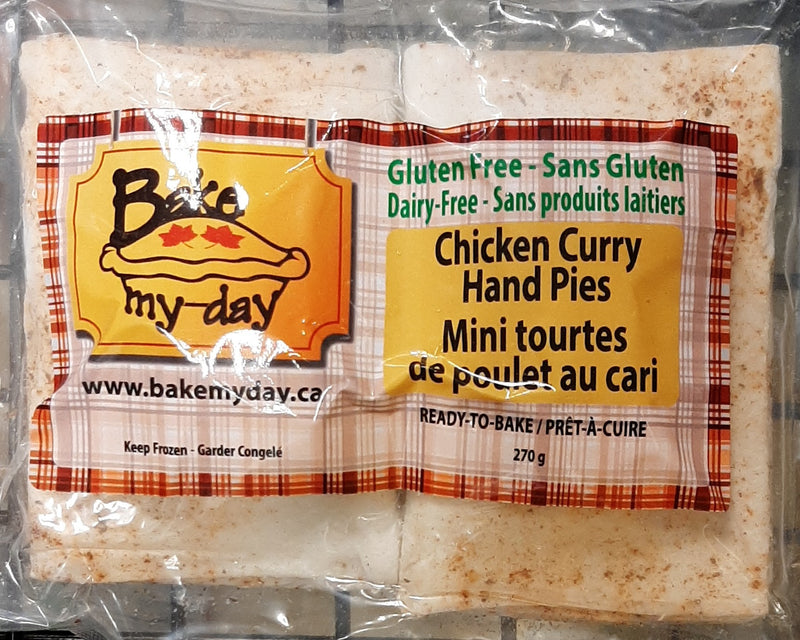 Bake
my day
www.bakemyday.ca
Keep Frozen - Garder Congelé
Gluten Free - Sans Gluten
Dairy-Free - Sans produits laitiers
Chicken Curry
Hand Pies
Mini tourtes
de poulet au cari
READY-TO-BAKE / PRÊT-À-CUIRE
270 g